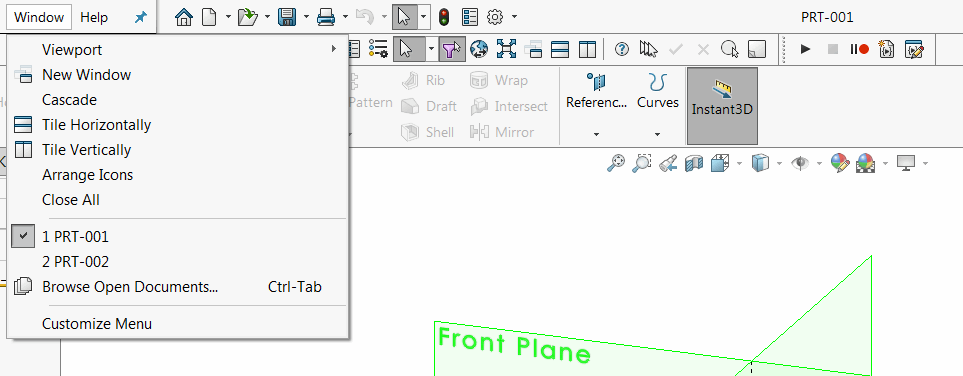 Window Help PRT-001
Viewport
New Window
Cascade
Tile Horizontally
Tile Vertically
Arrange Icons
Close All
1 PRT-001
2 PRT-002
Browse Open Documents... Ctrl-Tab
Customize Menu
Pattern
Rib
Draft
Shell
Wrap
Intersect
Mirror
Referenc...
Curves
Instant3D
Front Plane